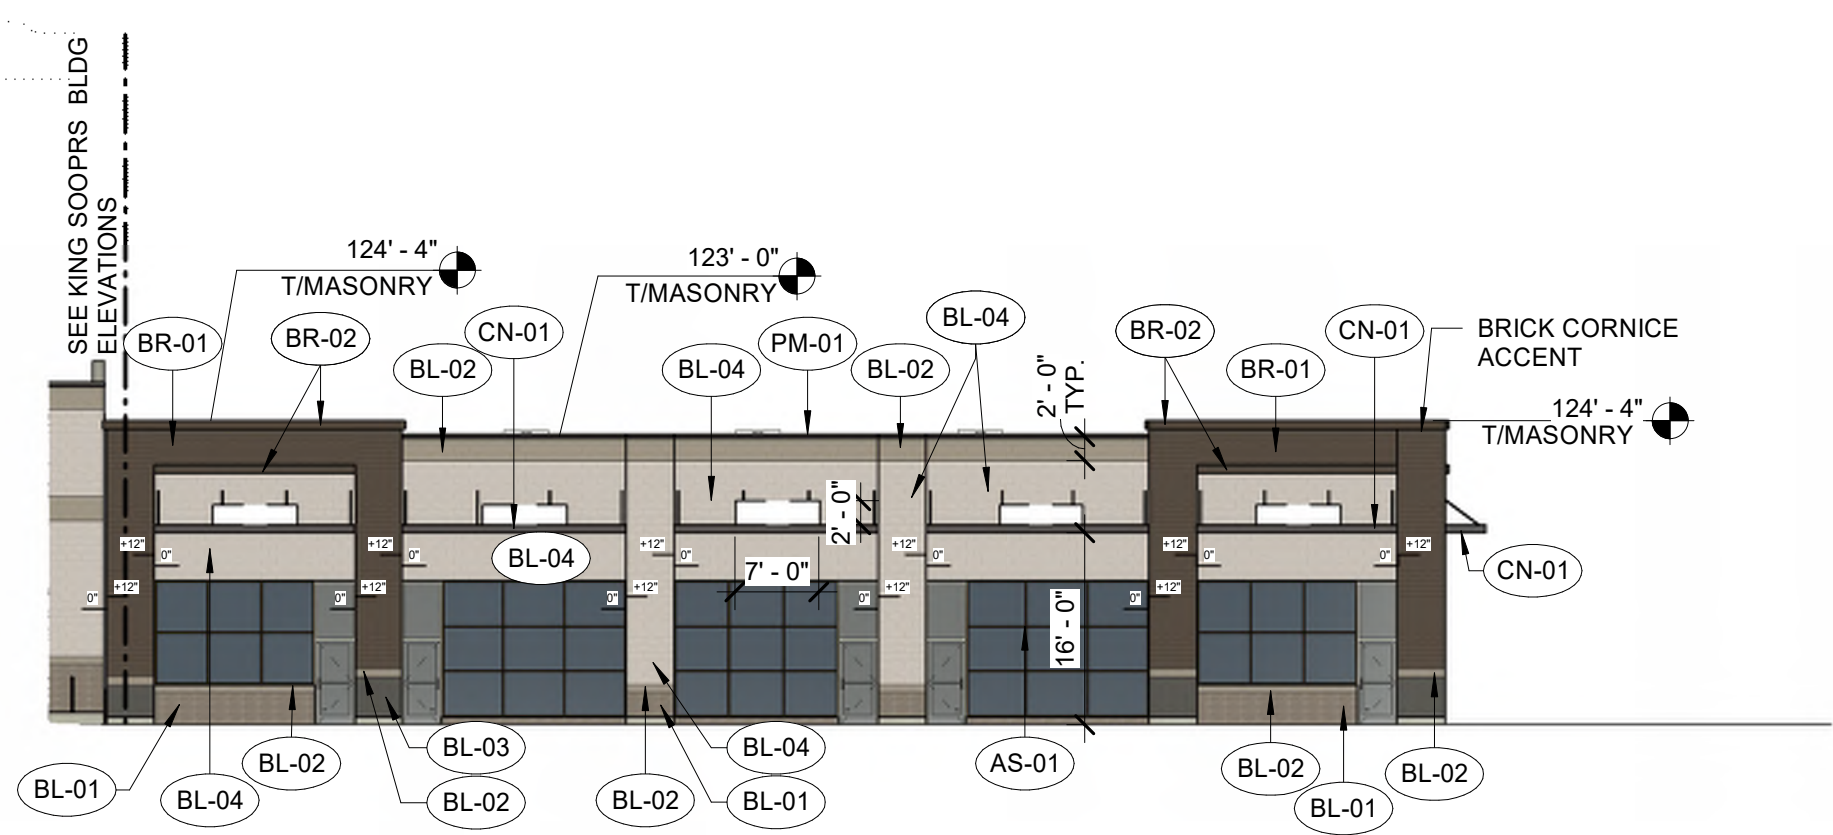 SEE KING SOOPRS BLDG
ELEVATIONS
124' - 4"
T/MASONRY
123' - 0"
T/MASONRY
BR-01
BR-02
BL-02
CN-01
BL-04
PM-01
BL-02
BL-04
2' - 0"
TYP.
BR-02
BR-01
CN-01
BRICK CORNICE
ACCENT
124' - 4"
T/MASONRY
2' - 0"
+12"
0"
+12"
0"
BL-04
+12"
0"
+12"
0"
+12"
0"
0"
+12"
CN-01
7' - 0"
0"
+12"
0"
+12"
0"
+12"
0"
+12"
0"
+12"
16' - 0"
BL-01
BL-04
BL-02
BL-03
BL-02
BL-02
BL-04
BL-01
AS-01
BL-02
BL-01
BL-02